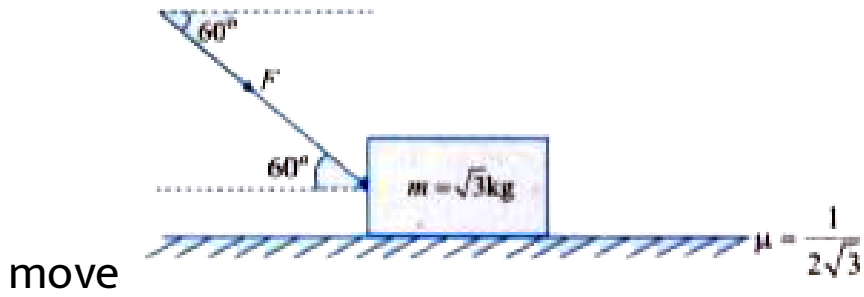 60°
F
60°
m = √3kg
μ = 1/(2√3)
move